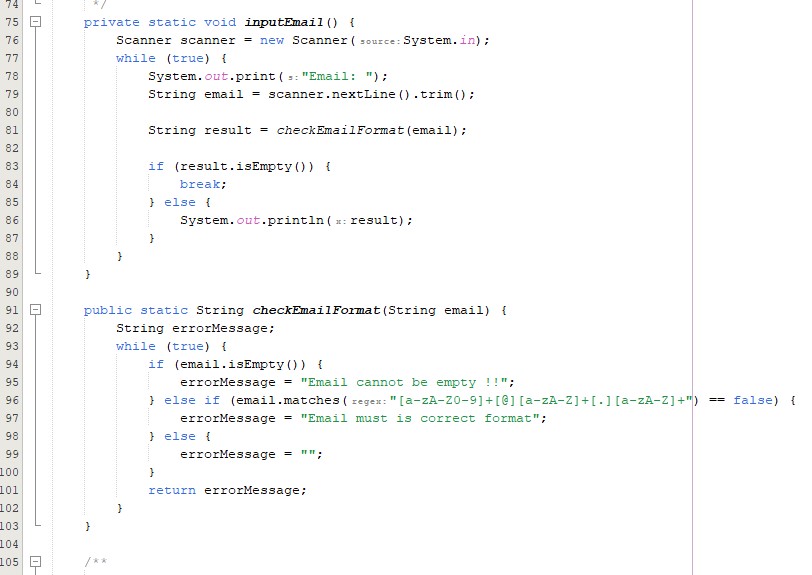 74 */
75 private static void inputEmail() {
76 Scanner scanner = new Scanner( source: System.in);
77 while (true) {
78 System.out.print( s: "Email: ");
79 String email = scanner.nextLine().trim();
80
81 String result = checkEmailFormat(email);
82
83 if (result.isEmpty()) {
84 break;
85 } else {
86 System.out.println( x: result);
87 }
88 }
89 }
90
91 public static String checkEmailFormat(String email) {
92 String errorMessage;
93 while (true) {
94 if (email.isEmpty()) {
95 errorMessage = "Email cannot be empty !!";
96 } else if (email.matches( regex: "[a-zA-Z0-9]+[@][a-zA-Z]+[.][a-zA-Z]+") == false) {
97 errorMessage = "Email must is correct format";
98 } else {
99 errorMessage = "";
100 }
101 return errorMessage;
102 }
103 }
104
105 /**